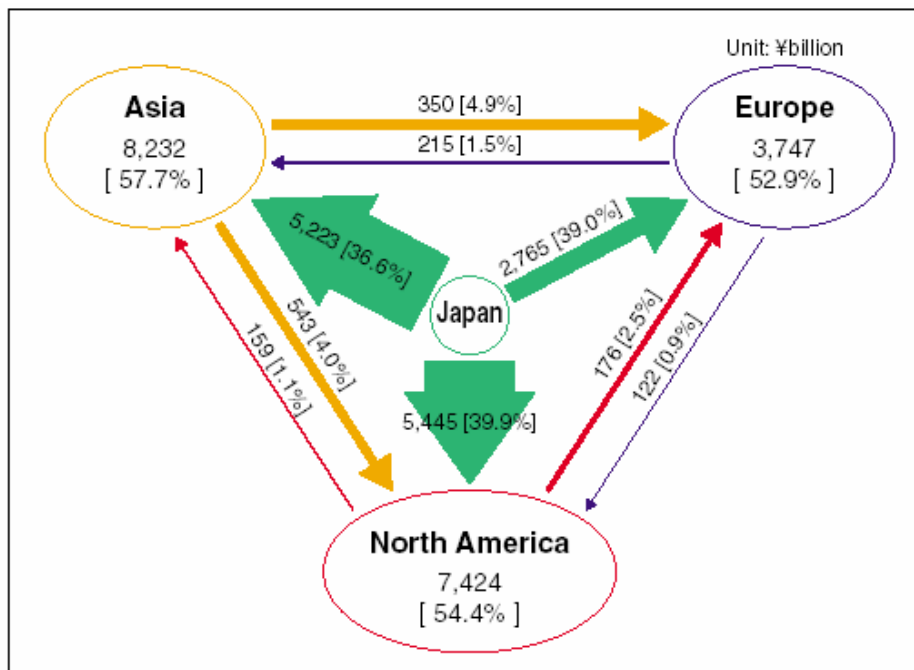 Unit: ¥billion
Asia
8,232
[ 57.7% ]
350 [4.9%]
215 [1.5%]
Europe
3,747
[ 52.9% ]
5,223 [36.6%]
2,765 [39.0%]
Japan
543 [4.0%]
159 [1.1%]
176 [2.5%]
122 [0.9%]
5,445 [39.9%]
North America
7,424
[ 54.4% ]